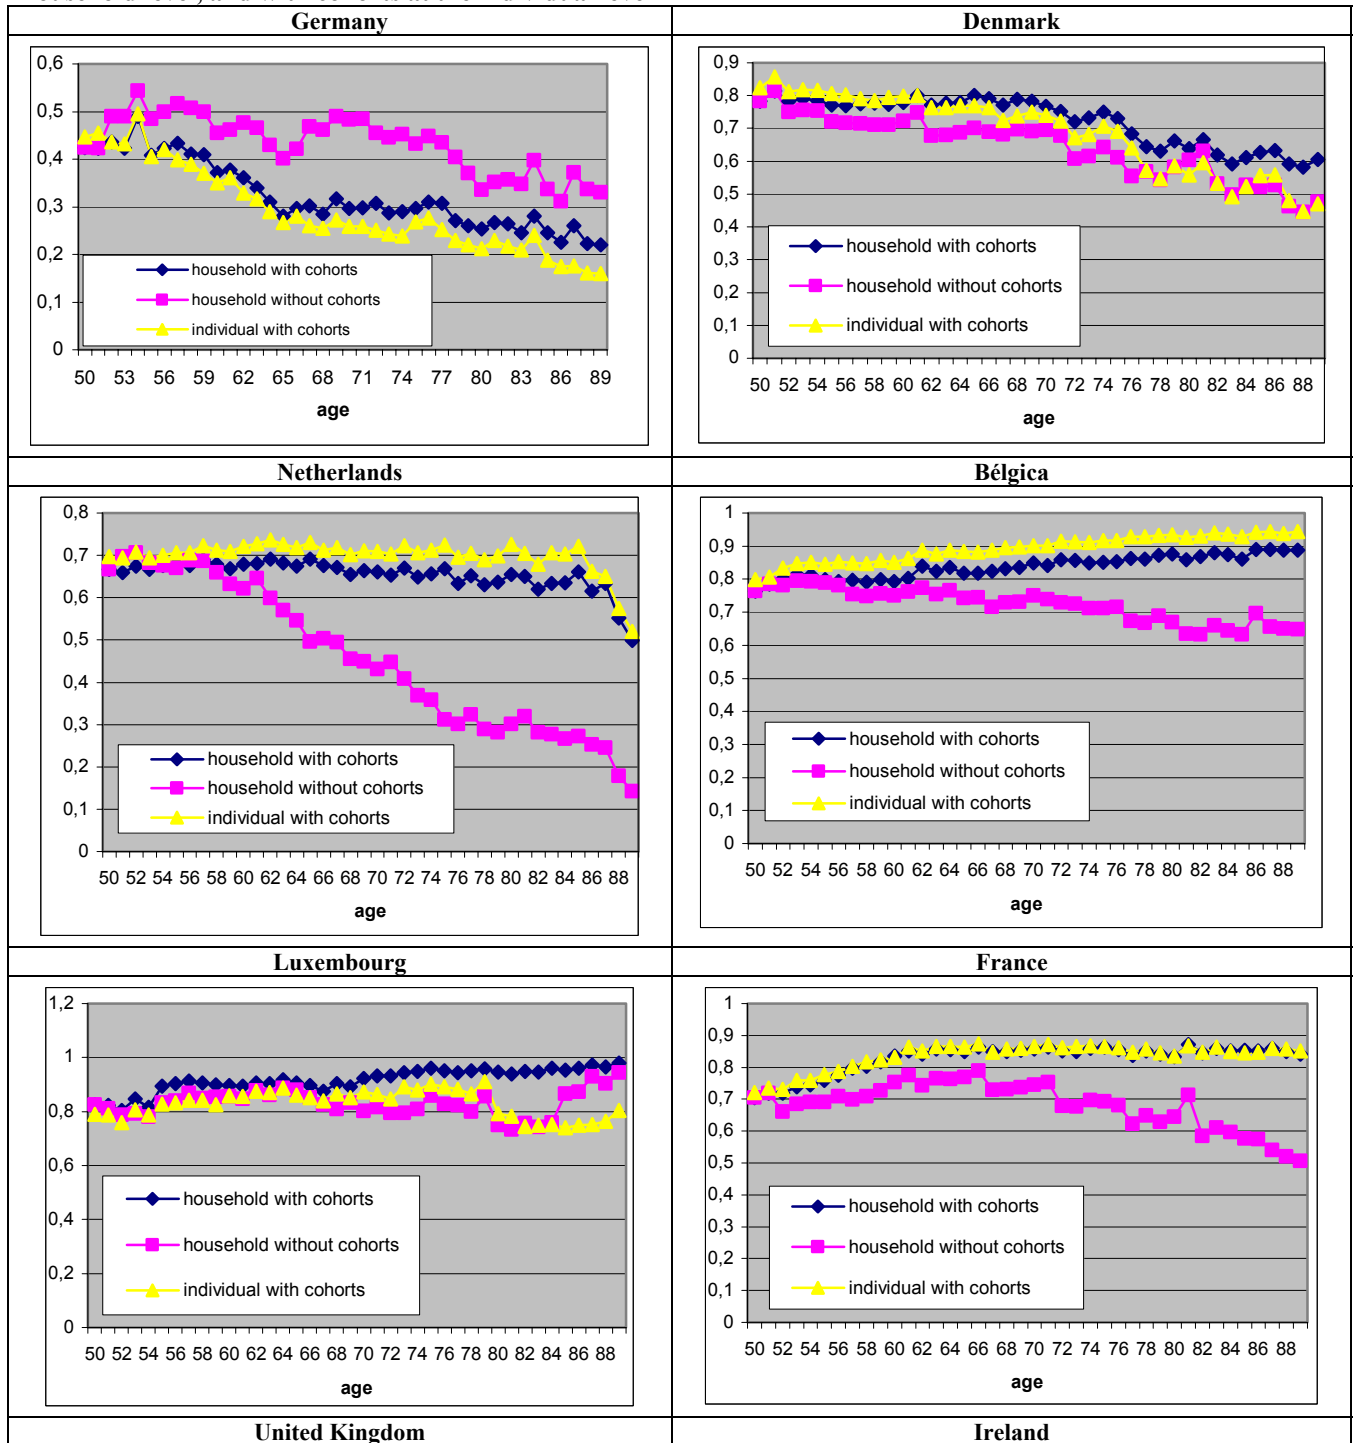 Germany
Denmark
0,6
0,5
0,4
0,3
0,2
0,1
0
household with cohorts
household without cohorts
individual with cohorts
50 53 56 59 62 65 68 71 74 77 80 83 86 89
age
0,9
0,8
0,7
0,6
0,5
0,4
0,3
0,2
0,1
0
household with cohorts
household without cohorts
individual with cohorts
50 52 54 56 58 60 62 64 66 68 70 72 74 76 78 80 82 84 86 88
age
Netherlands
Bélgica
0,8
0,7
0,6
0,5
0,4
0,3
0,2
0,1
0
household with cohorts
household without cohorts
individual with cohorts
50 52 54 56 58 60 62 64 66 68 70 72 74 76 78 80 82 84 86 88
age
1
0,9
0,8
0,7
0,6
0,5
0,4
0,3
0,2
0,1
0
household with cohorts
household without cohorts
individual with cohorts
50 52 54 56 58 60 62 64 66 68 70 72 74 76 78 80 82 84 86 88
age
Luxembourg
France
1,2
1
0,8
0,6
0,4
0,2
0
household with cohorts
household without cohorts
individual with cohorts
50 52 54 56 58 60 62 64 66 68 70 72 74 76 78 80 82 84 86 88
age
1
0,9
0,8
0,7
0,6
0,5
0,4
0,3
0,2
0,1
0
household with cohorts
household without cohorts
individual with cohorts
50 52 54 56 58 60 62 64 66 68 70 72 74 76 78 80 82 84 86 88
age
United Kingdom
Ireland